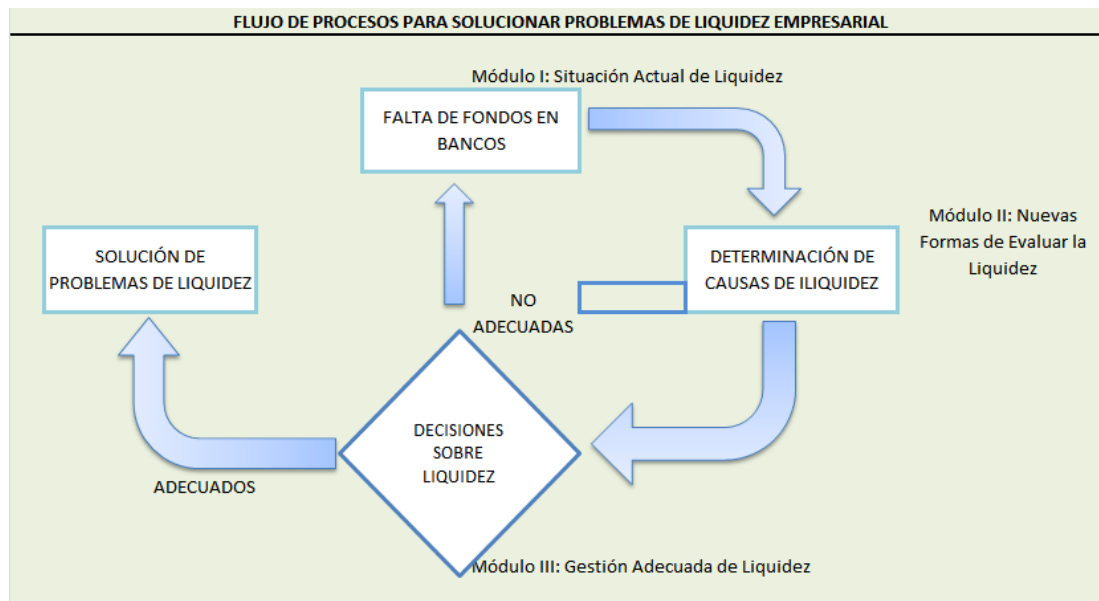 FLUJO DE PROCESOS PARA SOLUCIONAR PROBLEMAS DE LIQUIDEZ EMPRESARIAL
Módulo I: Situación Actual de Liquidez
FALTA DE FONDOS EN
BANCOS
Módulo II: Nuevas
Formas de Evaluar la
Liquidez
SOLUCIÓN DE
PROBLEMAS DE LIQUIDEZ
DETERMINACIÓN DE
CAUSAS DE ILIQUIDEZ
NO
ADECUADAS
DECISIONES
SOBRE
LIQUIDEZ
ADECUADOS
Módulo III: Gestión Adecuada de Liquidez